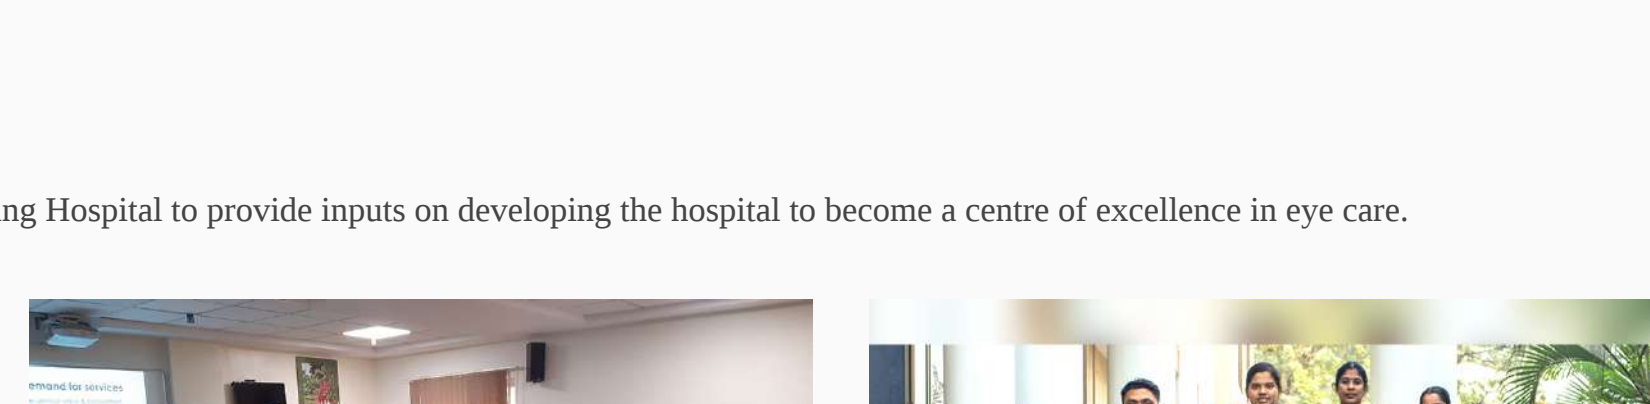 ng Hospital to provide inputs on developing the hospital to become a centre of excellence in eye care.
emand for services